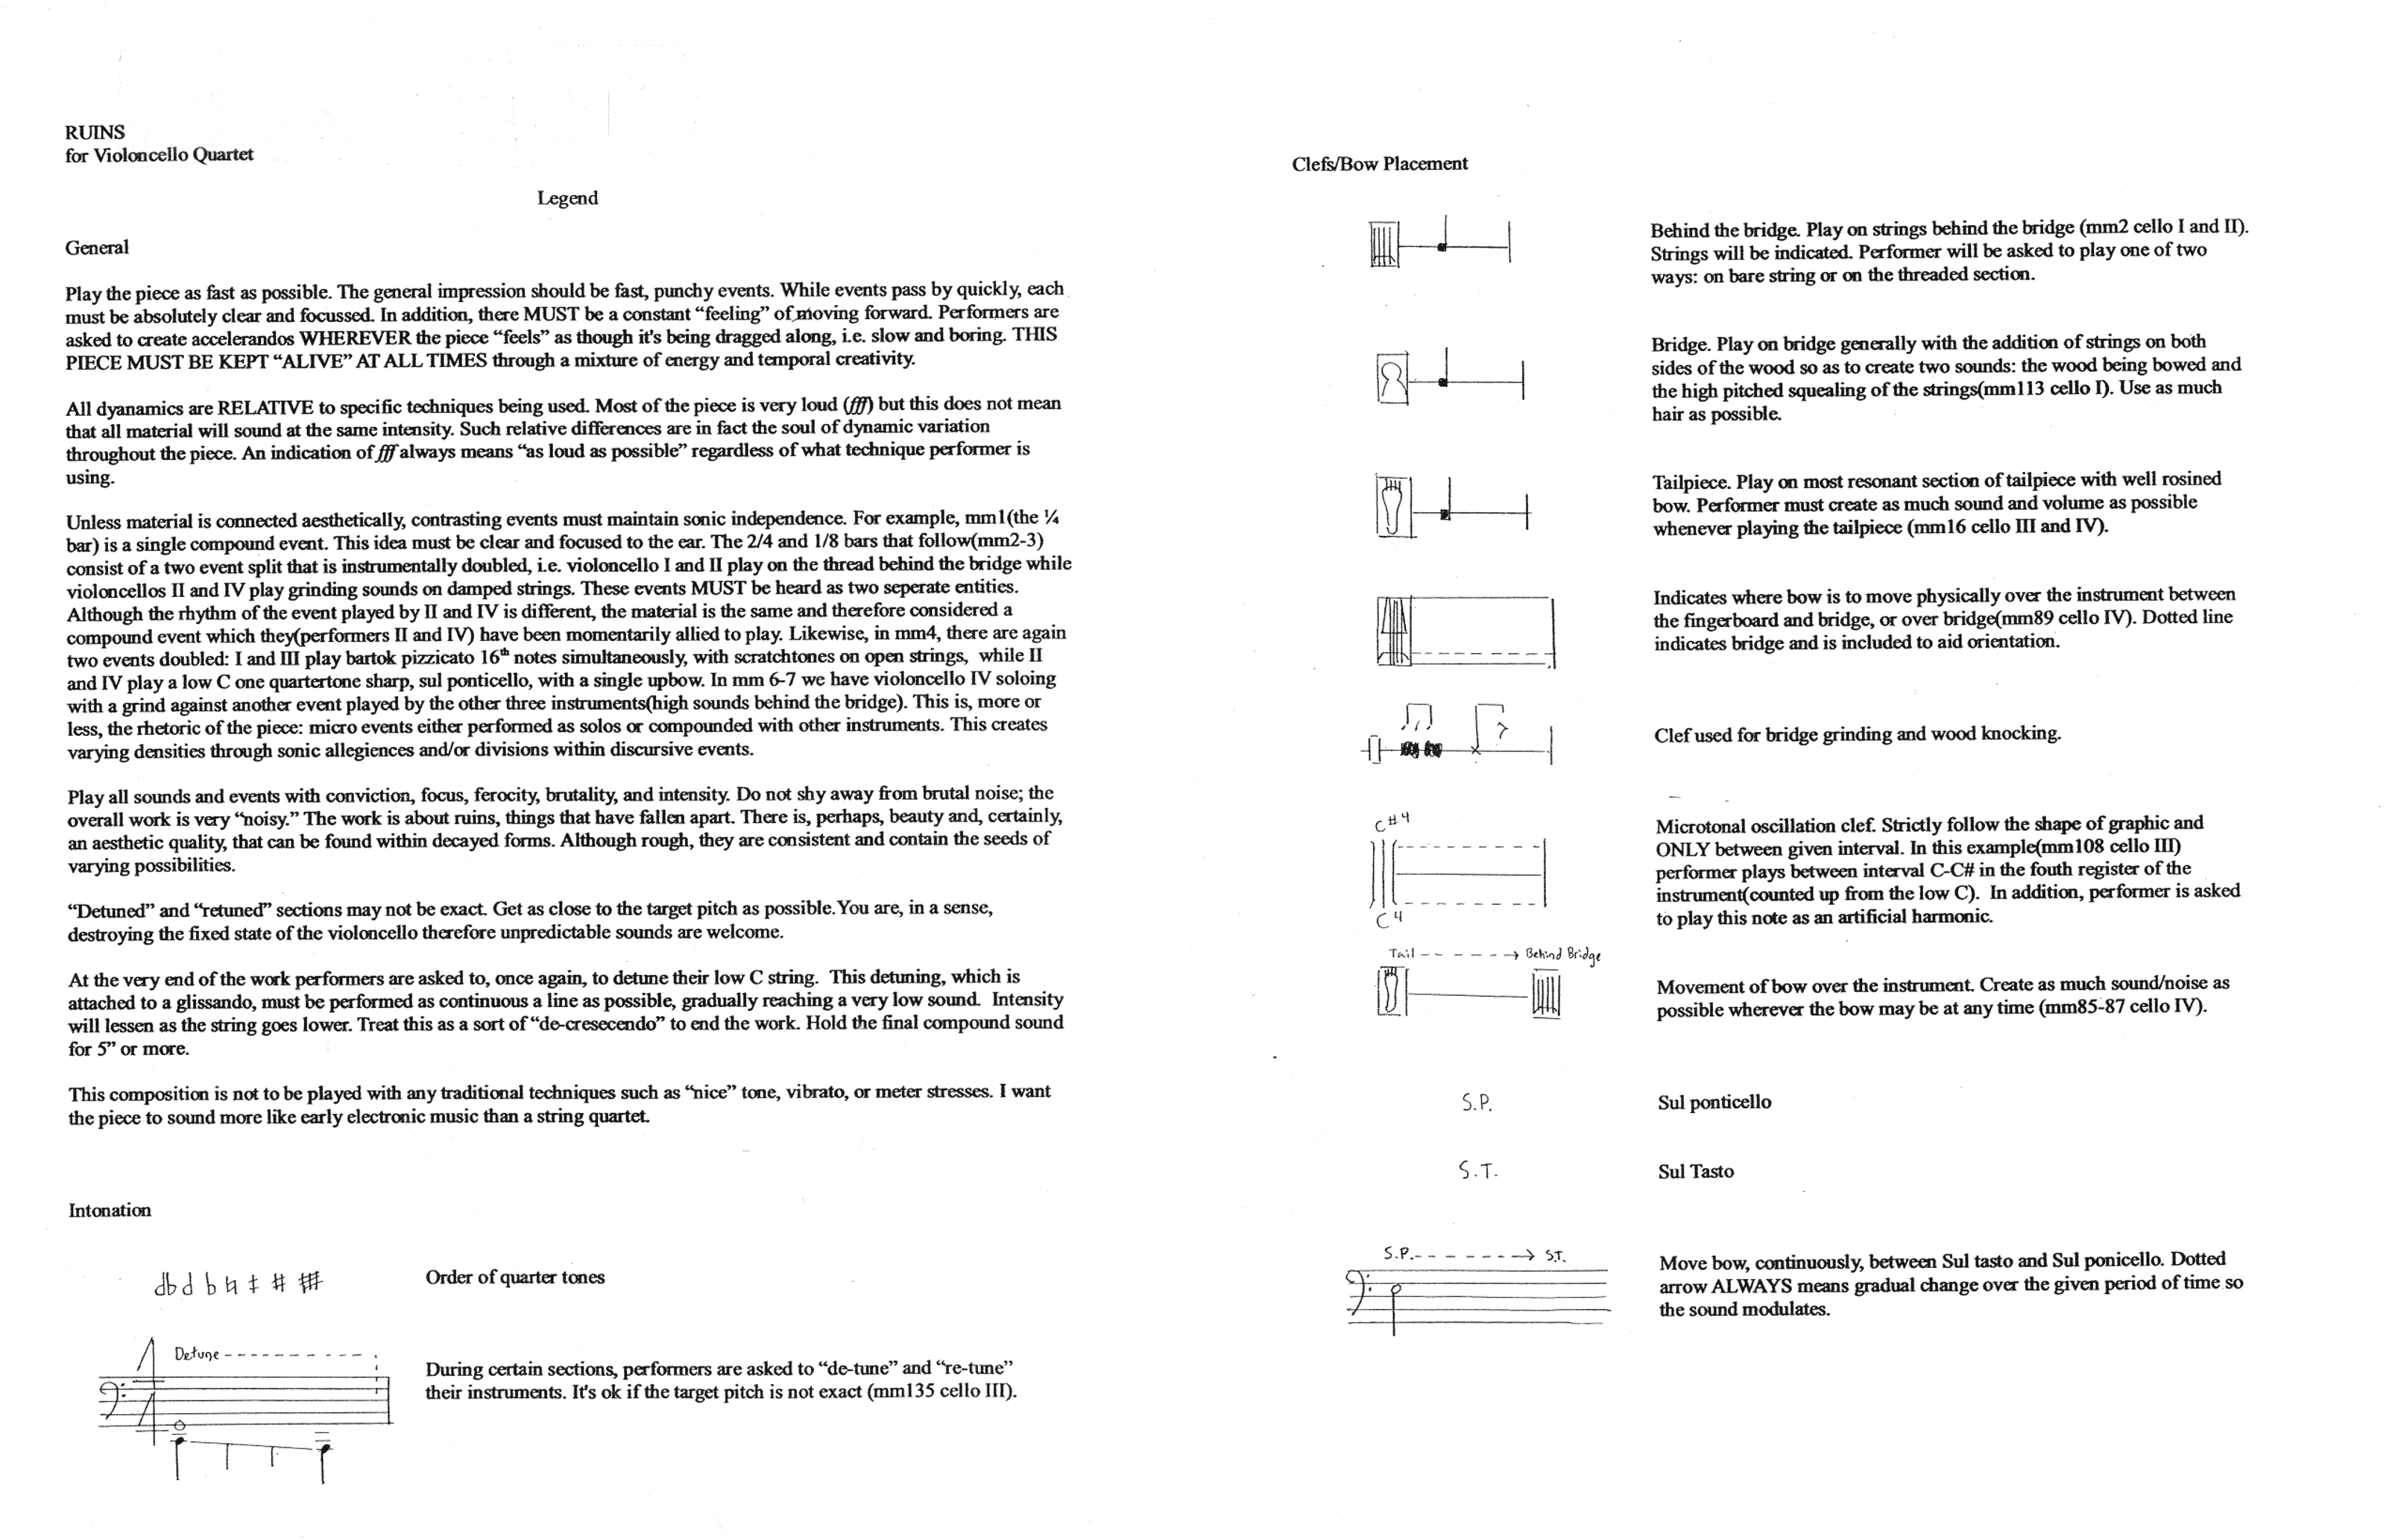 RUINS
for Violoncello Quartet
Legend
General
Play the piece as fast as possible. The general impression should be fast, punchy events. While events pass by quickly, each
must be absolutely clear and focussed. In addition, there MUST be a constant “feeling” of moving forward. Performers are
asked to create accelerandos WHEREVER the piece “feels” as though it's being dragged along, i.e. slow and boring. THIS
PIECE MUST BE KEPT “ALIVE” AT ALL TIMES through a mixture of energy and temporal creativity.
All dyanamics are RELATIVE to specific techniques being used. Most of the piece is very loud (fff) but this does not mean
that all material will sound at the same intensity. Such relative differences are in fact the soul of dynamic variation
throughout the piece. An indication of fff always means “as loud as possible” regardless of what technique performer is
using.
Unless material is connected aesthetically, contrasting events must maintain sonic independence. For example, mm1(the ¼
bar) is a single compound event. This idea must be clear and focused to the ear. The 2/4 and 1/8 bars that follow(mm2-3)
consist of a two event split that is instrumentally doubled, i.e. violoncello I and II play on the thread behind the bridge while
violoncellos II and IV play grinding sounds on damped strings. These events MUST be heard as two seperate entities.
Although the rhythm of the event played by II and IV is different, the material is the same and therefore considered a
compound event which they(performers II and IV) have been momentarily allied to play. Likewise, in mm4, there are again
two events doubled: I and III play bartok pizzicato 16th notes simultaneously, with scratchtones on open strings, while II
and IV play a low C one quartertone sharp, sul ponticello, with a single upbow. In mm 6-7 we have violoncello IV soloing
with a grind against another event played by the other three instruments(high sounds behind the bridge). This is, more or
less, the rhetoric of the piece: micro events either performed as solos or compounded with other instruments. This creates
varying densities through sonic allegiences and/or divisions within discursive events.
Play all sounds and events with conviction, focus, ferocity, brutality, and intensity. Do not shy away from brutal noise; the
overall work is very “noisy.” The work is about ruins, things that have fallen apart. There is, perhaps, beauty and, certainly,
an aesthetic quality, that can be found within decayed forms. Although rough, they are consistent and contain the seeds of
varying possibilities.
“Detuned” and “retuned” sections may not be exact. Get as close to the target pitch as possible.You are, in a sense,
destroying the fixed state of the violoncello therefore unpredictable sounds are welcome.
At the very end of the work performers are asked to, once again, to detune their low C string. This detuning, which is
attached to a glissando, must be performed as continuous a line as possible, gradually reaching a very low sound. Intensity
will lessen as the string goes lower. Treat this as a sort of “de-cresecendo” to end the work. Hold the final compound sound
for 5” or more.
This composition is not to be played with any traditional techniques such as “nice” tone, vibrato, or meter stresses. I want
the piece to sound more like early electronic music than a string quartet.
Intonation
Order of quarter tones
Detune
During certain sections, performers are asked to “de-tune” and “re-tune”
their instruments. It's ok if the target pitch is not exact (mm135 cello III).
Clefs/Bow Placement
Behind the bridge. Play on strings behind the bridge (mm2 cello I and II).
Strings will be indicated. Performer will be asked to play one of two
ways: on bare string or on the threaded section.
Bridge. Play on bridge generally with the addition of strings on both
sides of the wood so as to create two sounds: the wood being bowed and
the high pitched squealing of the strings(mm113 cello I). Use as much
hair as possible.
Tailpiece. Play on most resonant section of tailpiece with well rosined
bow. Performer must create as much sound and volume as possible
whenever playing the tailpiece (mm16 cello III and IV).
Indicates where bow is to move physically over the instrument between
the fingerboard and bridge, or over bridge(mm89 cello IV). Dotted line
indicates bridge and is included to aid orientation.
Clef used for bridge grinding and wood knocking.
C#4
C4
Microtonal oscillation clef. Strictly follow the shape of graphic and
ONLY between given interval. In this example(mm108 cello III)
performer plays between interval C-C# in the fouth register of the
instrument(counted up from the low C). In addition, performer is asked
to play this note as an artificial harmonic.
Tail - - - - - → Behind Bridge
Movement of bow over the instrument. Create as much sound/noise as
possible wherever the bow may be at any time (mm85-87 cello IV).
S.P.
Sul ponticello
S.T.
Sul Tasto
S.P. - - - - - - → S.T.
Move bow, continuously, between Sul tasto and Sul ponicello. Dotted
arrow ALWAYS means gradual change over the given period of time so
the sound modulates.